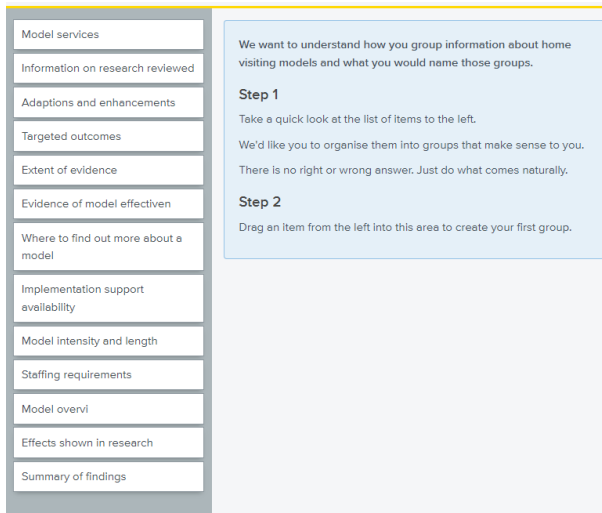 Model services
Information on research reviewed
Adaptions and enhancements
Targeted outcomes
Extent of evidence
Evidence of model effectiven
Where to find out more about a
model
Implementation support
availability
Model intensity and length
Staffing requirements
Model overvi
Effects shown in research
Summary of findings
We want to understand how you group information about home
visiting models and what you would name those groups.
Step 1
Take a quick look at the list of items to the left.
We'd like you to organise them into groups that make sense to you.
There is no right or wrong answer. Just do what comes naturally.
Step 2
Drag an item from the left into this area to create your first group.